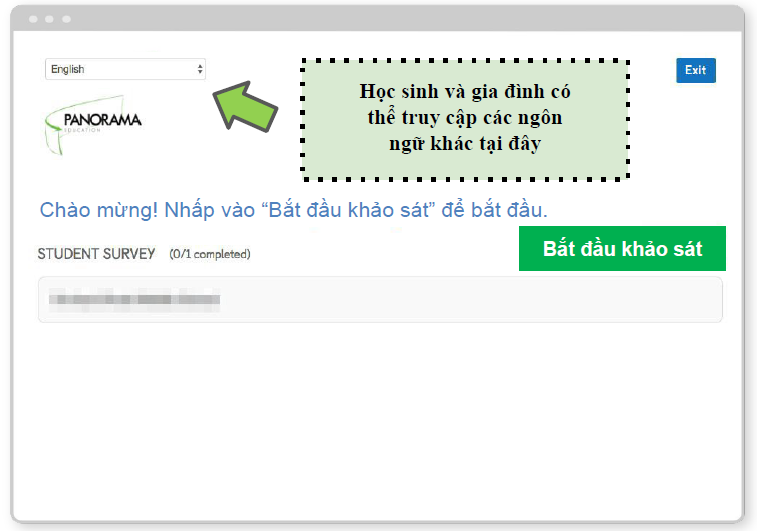 English
Exit
Học sinh và gia đình có
thể truy cập các ngôn
ngữ khác tại đây
PANORAMA
EDUCATION
Chào mừng! Nhấp vào “Bắt đầu khảo sát” để bắt đầu.
STUDENT SURVEY (0/1 completed)
Bắt đầu khảo sát